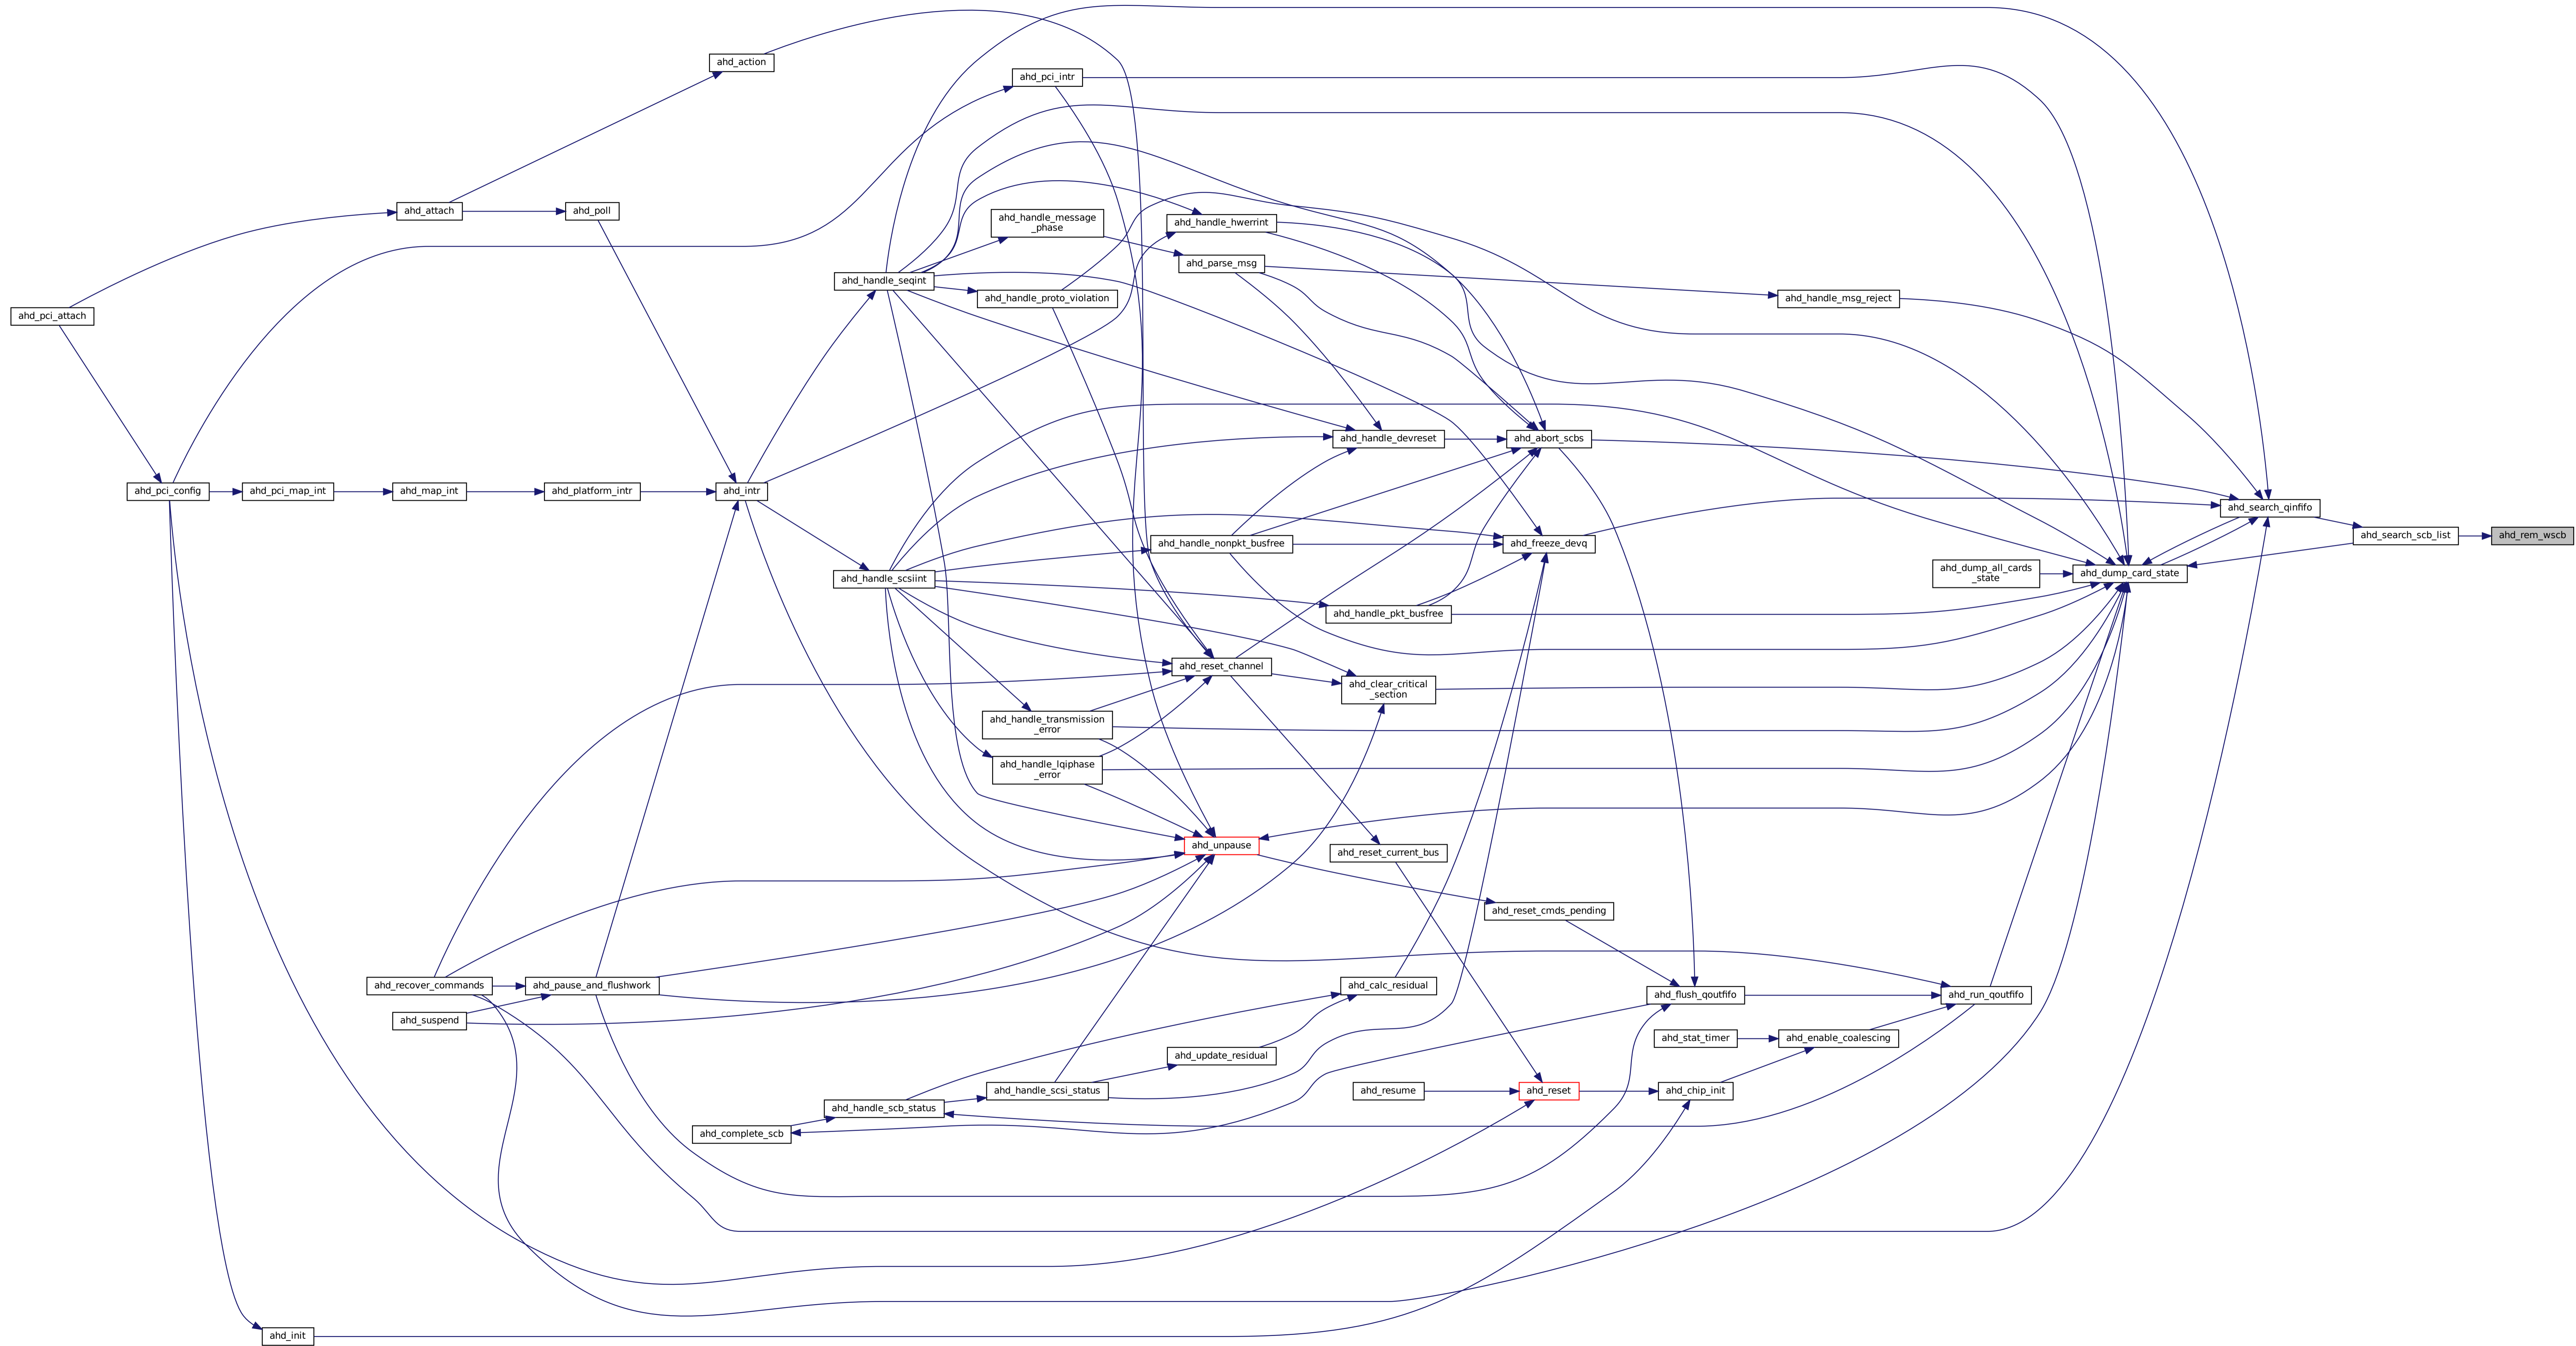 ahd_action
ahd_pci_intr
ahd_attach
ahd_poll
ahd_handle_message
_phase
ahd_handle_hwerrint
ahd_parse_msg
ahd_handle_seqint
ahd_handle_proto_violation
ahd_handle_msg_reject
ahd_pci_attach
ahd_handle_devreset
ahd_abort_scbs
ahd_pci_config
ahd_pci_map_int
ahd_map_int
ahd_platform_intr
ahd_intr
ahd_search_qinfifo
ahd_search_scb_list
ahd_rem_wscb
ahd_handle_nonpkt_busfree
ahd_freeze_devq
ahd_handle_scsiint
ahd_dump_all_cards
_state
ahd_dump_card_state
ahd_handle_pkt_busfree
ahd_reset_channel
ahd_clear_critical
_section
ahd_handle_transmission
_error
ahd_handle_lqiphase
_error
ahd_unpause
ahd_reset_current_bus
ahd_reset_cmds_pending
ahd_recover_commands
ahd_pause_and_flushwork
ahd_calc_residual
ahd_flush_qoutfifo
ahd_run_qoutfifo
ahd_suspend
ahd_stat_timer
ahd_enable_coalescing
ahd_update_residual
ahd_handle_scsi_status
ahd_resume
ahd_reset
ahd_chip_init
ahd_handle_scb_status
ahd_complete_scb
ahd_init